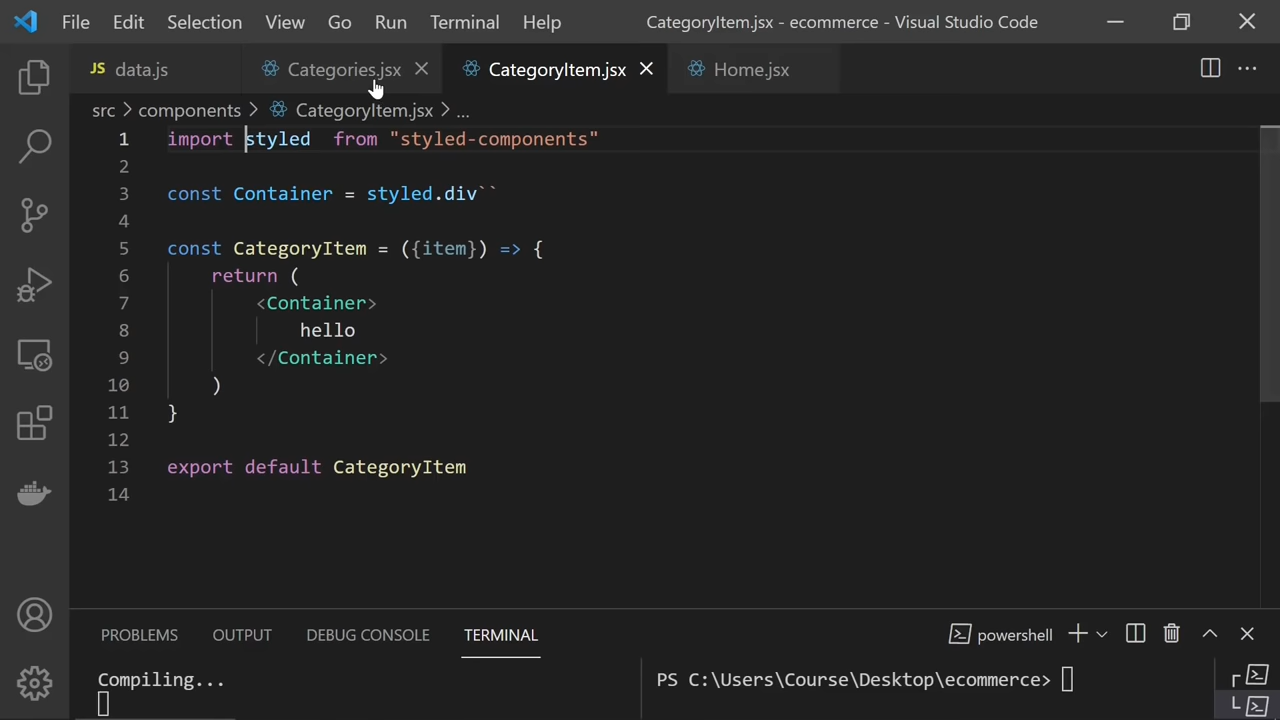 File Edit Selection View Go Run Terminal Help CategoryItem.jsx - ecommerce - Visual Studio Code
JS data.js Categories.jsx CategoryItem.jsx Home.jsx
src > components > CategoryItem.jsx > ...
1 import styled  from "styled-components"
2
3 const Container = styled.div``
4
5 const CategoryItem = ({item}) => {
6 return (
7 <Container>
8 hello
9 </Container>
10 )
11 }
12
13 export default CategoryItem
14
PROBLEMS OUTPUT DEBUG CONSOLE TERMINAL powershell
Compiling... PS C:\Users\Course\Desktop\ecommerce>